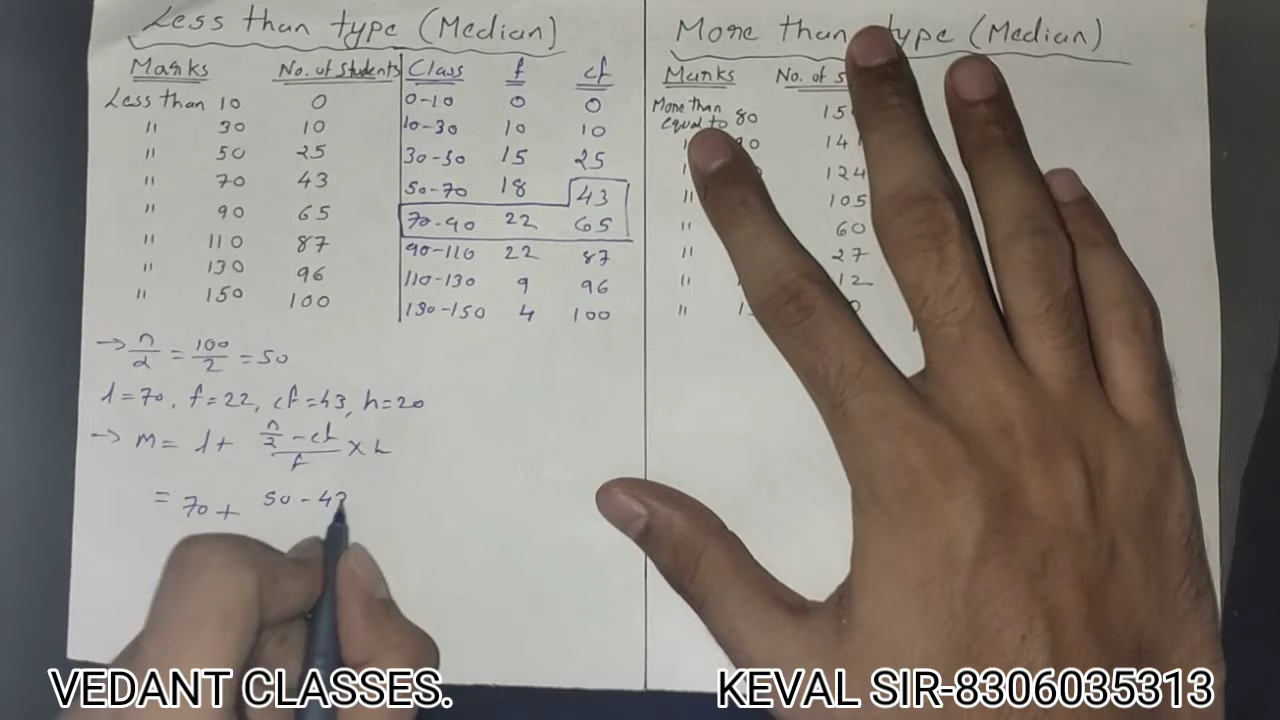 Less than type (Median)
Marks No. of Students Class f cf
Less than 10 0 0-10 0 0
" 30 10 10-30 10 10
" 50 25 30-50 15 25
" 70 43 50-70 18 43
" 90 65 70-90 22 65
" 110 87 90-110 22 87
" 130 96 110-130 9 96
" 150 100 130-150 4 100
→ n/2 = 100/2 = 50
l=70, f=22, cf=43, h=20
→ M = l + (n/2 - cf)/f × h
= 70 + 50 - 43
More than type (Median)
Marks No. of
More than
equal to 80
" 141
" 124
" 105
" 60
" 27
" 12
"
VEDANT CLASSES.
KEVAL SIR-8306035313